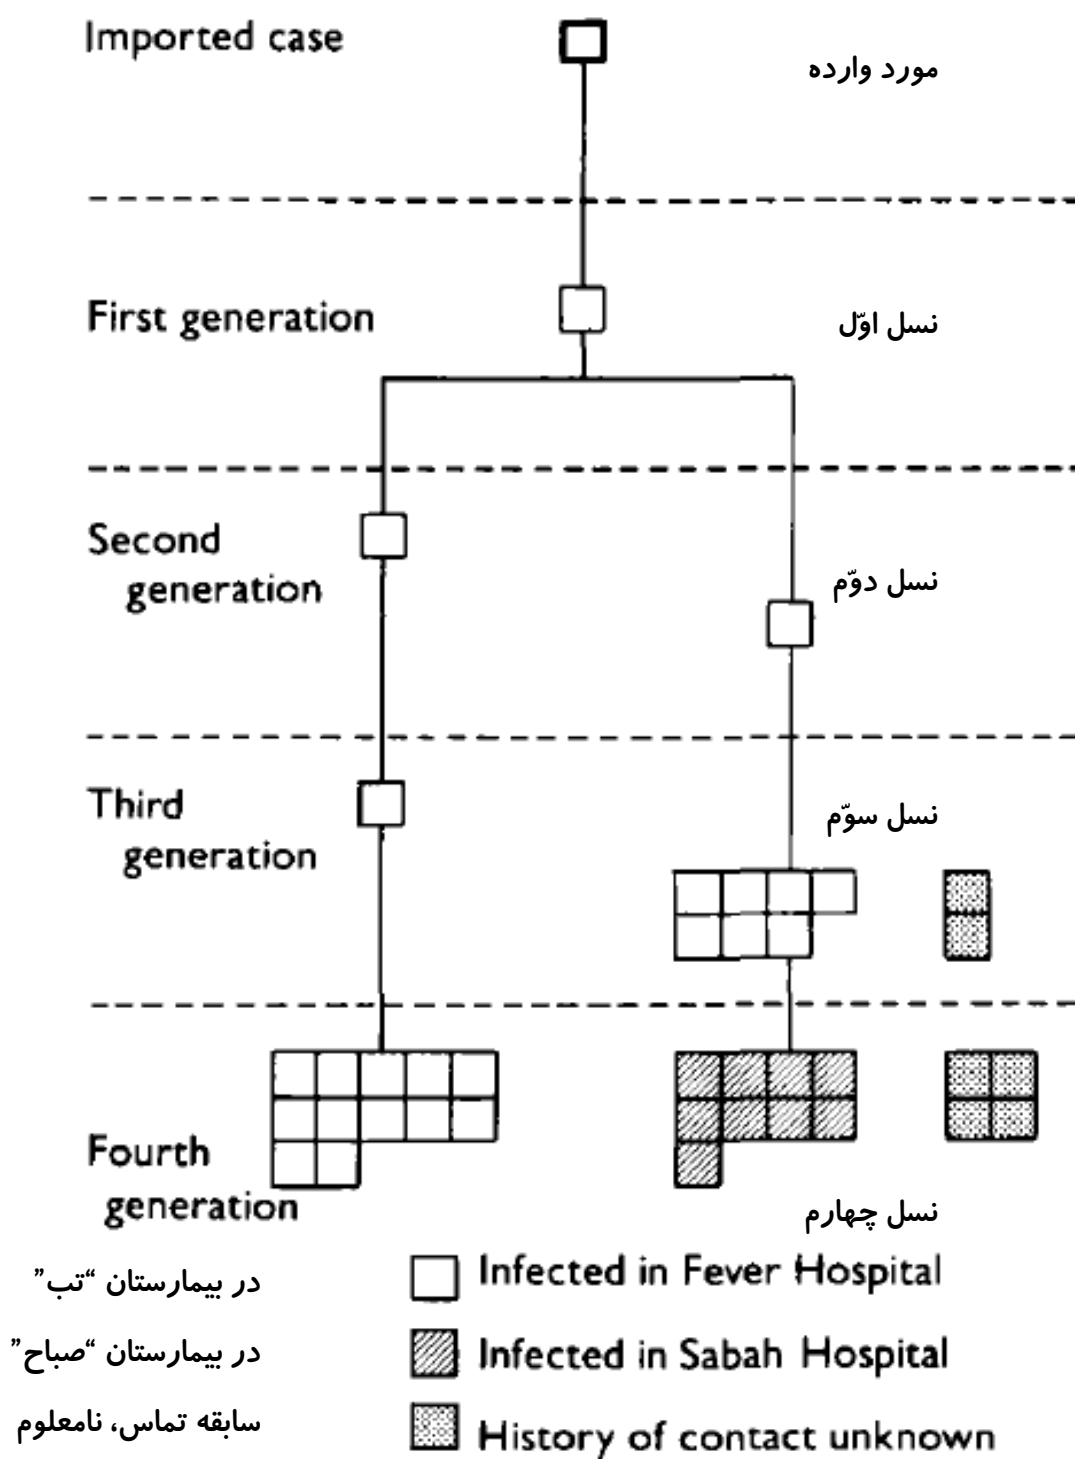 Imported case
مورد وارده
First generation
نسل اوّل
Second
generation
نسل دوّم
Third
generation
نسل سوّم
Fourth
generation
نسل چهارم
در بیمارستان “تب”
Infected in Fever Hospital
در بیمارستان “صباح”
Infected in Sabah Hospital
سابقه تماس، نامعلوم
History of contact unknown